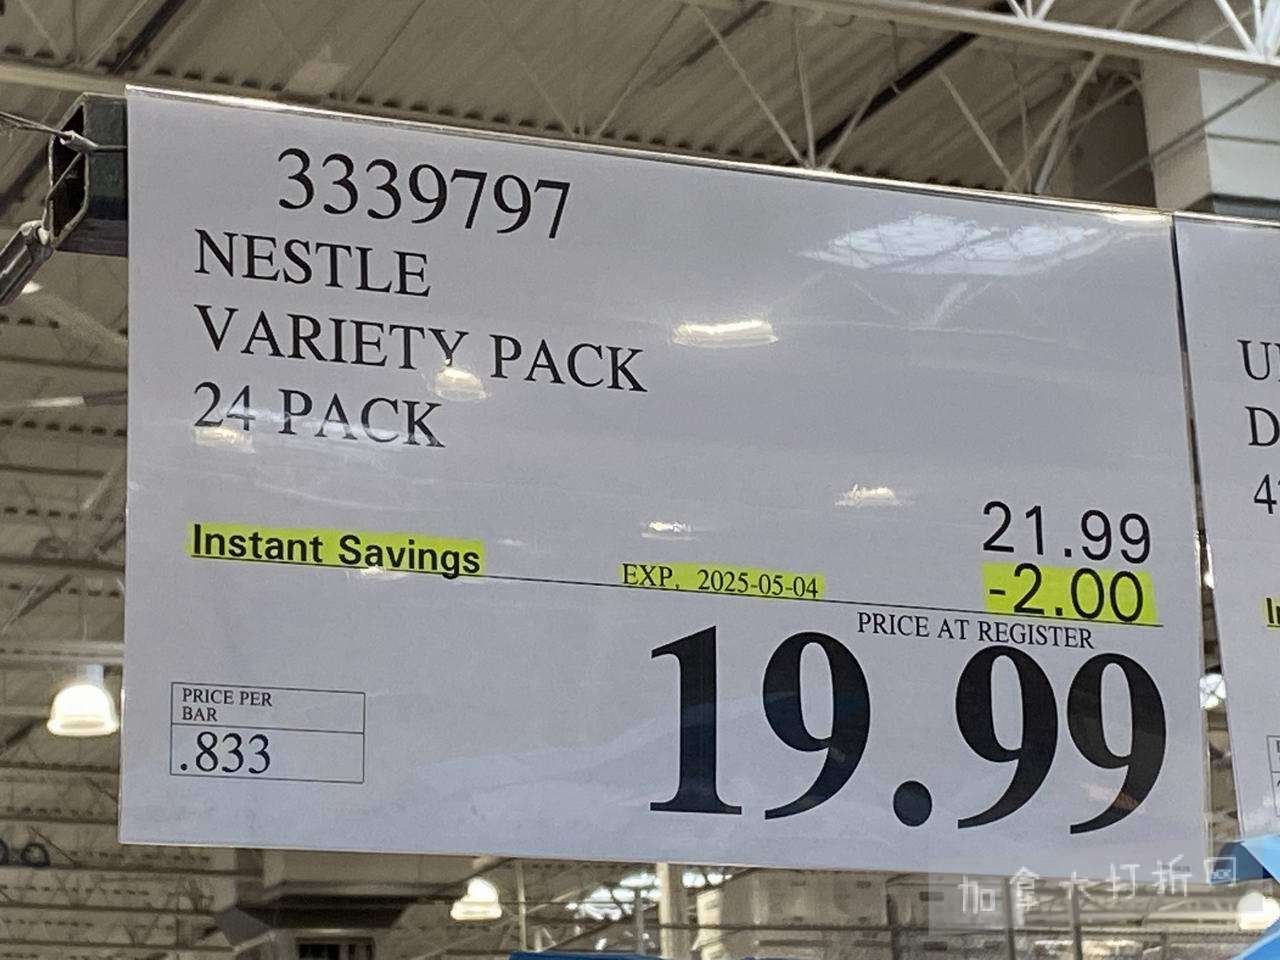 3339797
NESTLE
VARIETY PACK
24 PACK
21.99
Instant Savings EXP. 2025-05-04 -2.00
PRICE AT REGISTER
19.99
PRICE PER
BAR
.833
加拿大打折网